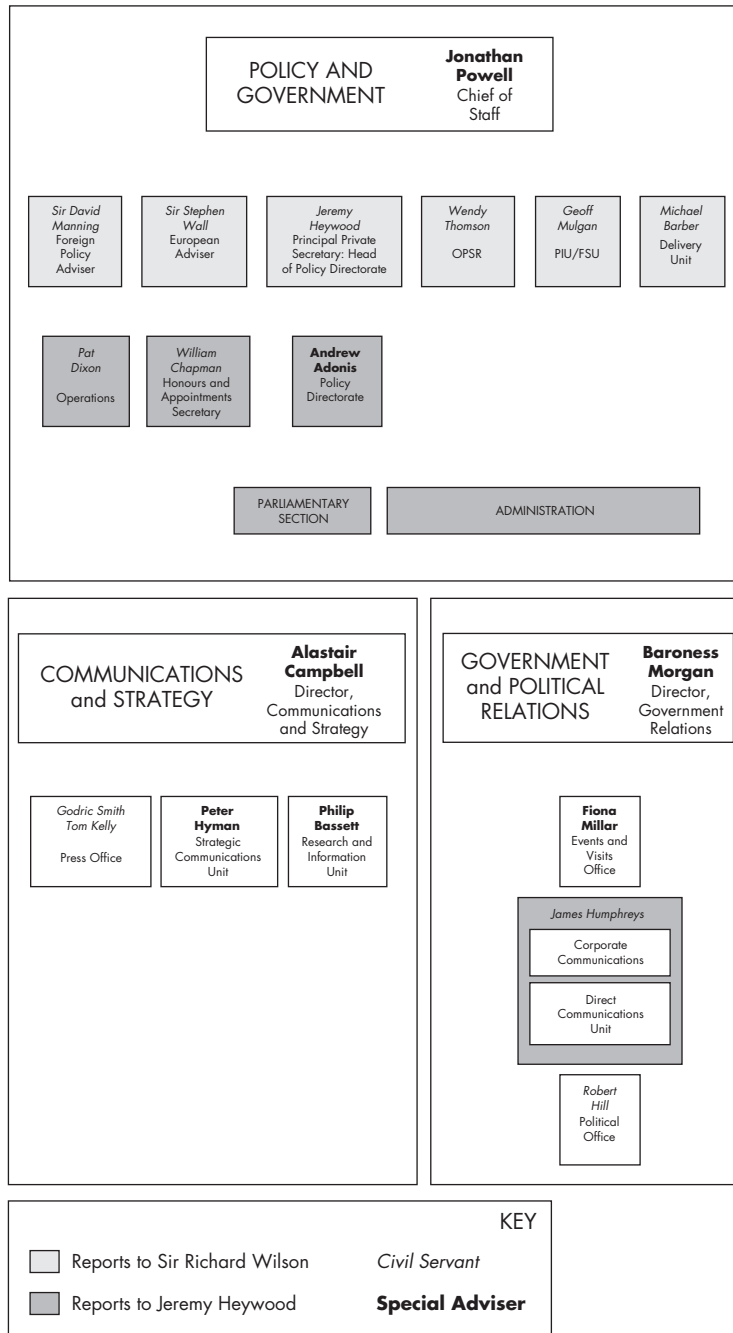 POLICY AND
GOVERNMENT
Jonathan
Powell
Chief of
Staff
Sir David
Manning
Foreign
Policy
Adviser
Sir Stephen
Wall
European
Adviser
Jeremy
Heywood
Principal Private
Secretary: Head
of Policy Directorate
Wendy
Thomson
OPSR
Geoff
Mulgan
PIU/FSU
Michael
Barber
Delivery
Unit
Pat
Dixon
Operations
William
Chapman
Honours and
Appointments
Secretary
Andrew
Adonis
Policy
Directorate
PARLIAMENTARY
SECTION
ADMINISTRATION
COMMUNICATIONS
and STRATEGY
Alastair
Campbell
Director,
Communications
and Strategy
Godric Smith
Tom Kelly
Press Office
Peter
Hyman
Strategic
Communications
Unit
Philip
Bassett
Research and
Information
Unit
GOVERNMENT
and POLITICAL
RELATIONS
Baroness
Morgan
Director,
Government
Relations
Fiona
Millar
Events and
Visits
Office
James Humphreys
Corporate
Communications
Direct
Communications
Unit
Robert
Hill
Political
Office
KEY
Reports to Sir Richard Wilson
Civil Servant
Reports to Jeremy Heywood
Special Adviser